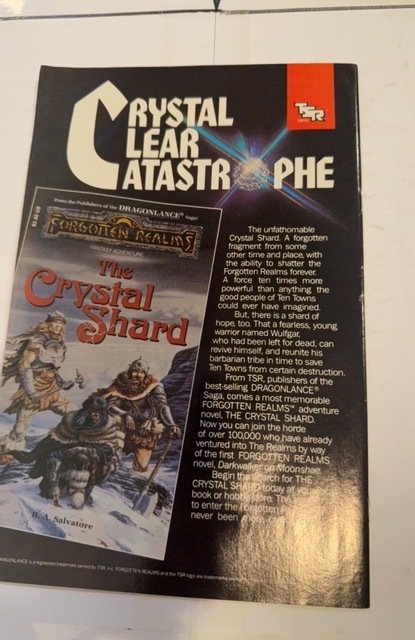 CRYSTAL
CLEAR
CATASTROPHE
TSR
From the Publishers of the DRAGONLANCE® Saga!
FORGOTTEN REALMS
FANTASY ADVENTURE
The
Crystal
Shard
R. A. Salvatore
The unfathomable
Crystal Shard. A forgotten
fragment from some
other time and place, with
the ability to shatter the
Forgotten Realms forever.
A force ten times more
powerful than anything the
good people of Ten Towns
could ever have imagined.
But, there is a shard of
hope, too. That a fearless, young
warrior named Wulfgar,
who had been left for dead, can
revive himself, and reunite his
barbarian tribe in time to save
Ten Towns from certain destruction.
From TSR, publishers of the
best-selling DRAGONLANCE®
Saga, comes a most memorable
FORGOTTEN REALMS™ adventure
novel, THE CRYSTAL SHARD.
Now you can join the horde
of over 100,000 who have already
ventured into The Realms by way
of the first FORGOTTEN REALMS
novel, Darkwalker on Moonshae.
Begin the search for THE
CRYSTAL SHARD today at your
book or hobby store. The
to enter the Forgotten
never been more
DRAGONLANCE is a registered trademark owned by TSR, Inc. FORGOTTEN REALMS and the TSR logo are trademarks